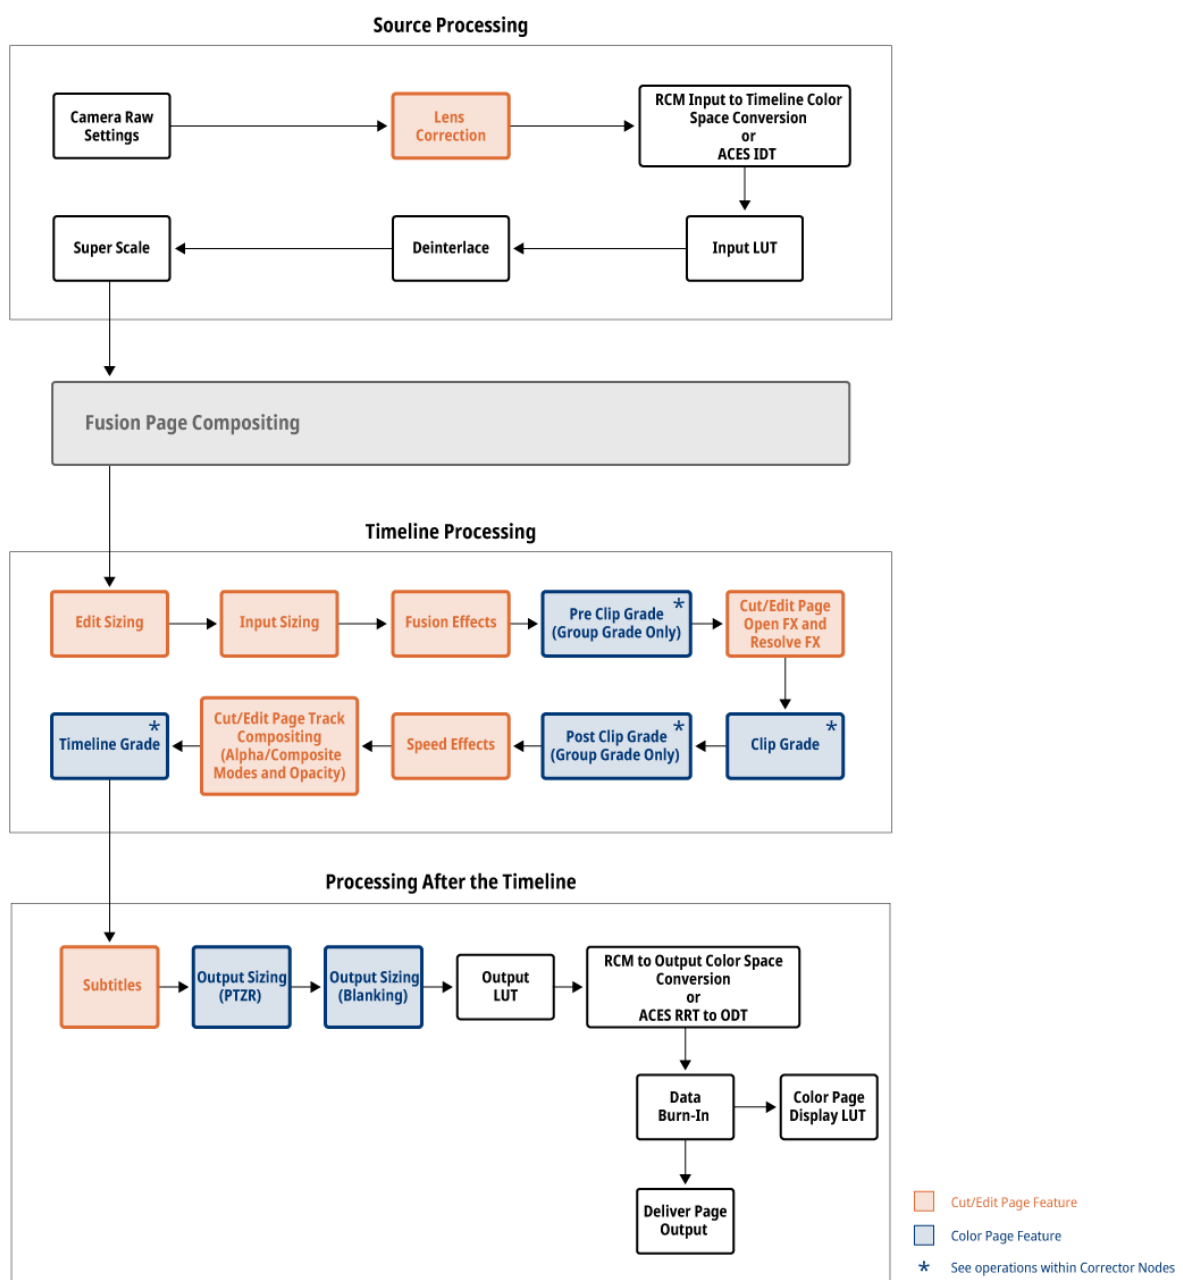 Source Processing
Camera Raw
Settings
Lens
Correction
RCM Input to Timeline Color
Space Conversion
or
ACES IDT
Super Scale
Deinterlace
Input LUT
Fusion Page Compositing
Timeline Processing
Edit Sizing
Input Sizing
Fusion Effects
Pre Clip Grade *
(Group Grade Only)
Cut/Edit Page
Open FX and
Resolve FX
Timeline Grade *
Cut/Edit Page Track
Compositing
(Alpha/Composite
Modes and Opacity)
Speed Effects
Post Clip Grade *
(Group Grade Only)
Clip Grade *
Processing After the Timeline
Subtitles
Output Sizing
(PTZR)
Output Sizing
(Blanking)
Output
LUT
RCM to Output Color Space
Conversion
or
ACES RRT to ODT
Data
Burn-In
Color Page
Display LUT
Deliver Page
Output
Cut/Edit Page Feature
Color Page Feature
* See operations within Corrector Nodes